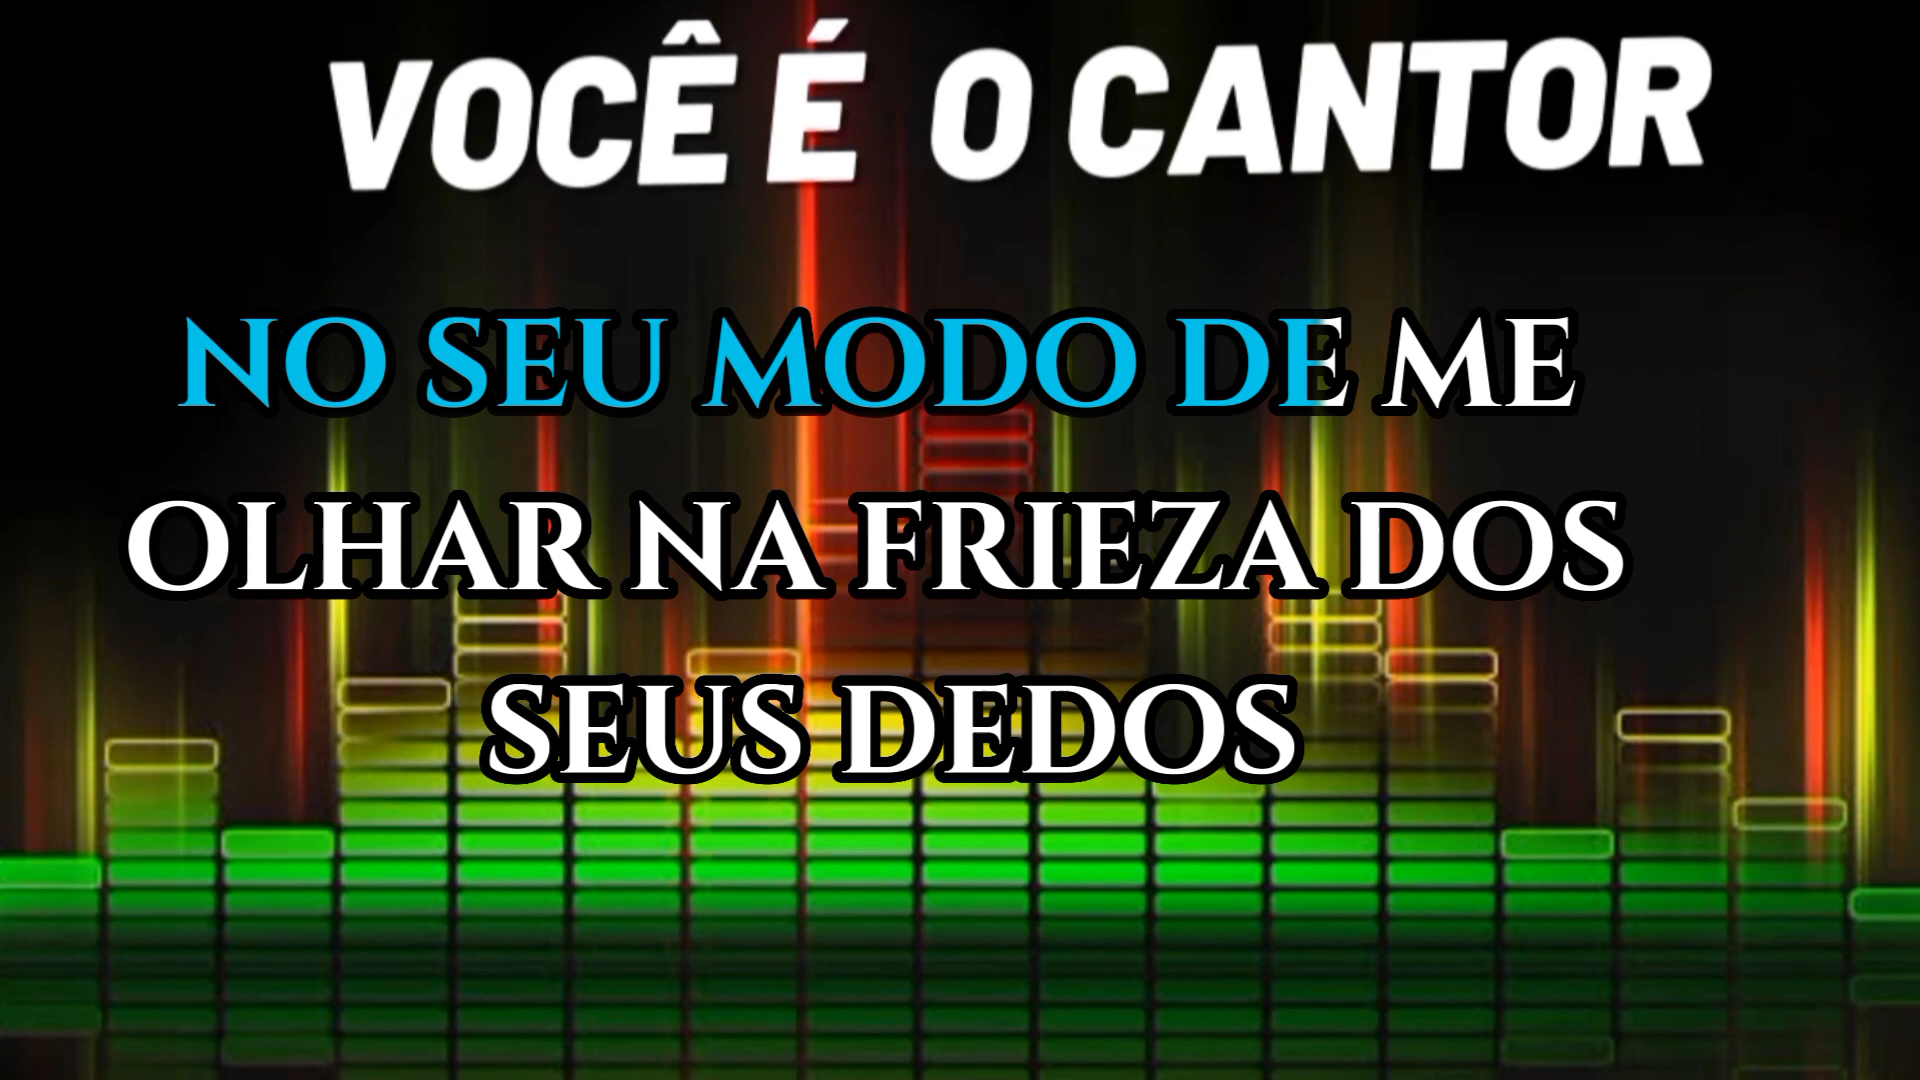 VOCÊ É O CANTOR
NO SEU MODO DE ME
OLHAR NA FRIEZA DOS
SEUS DEDOS